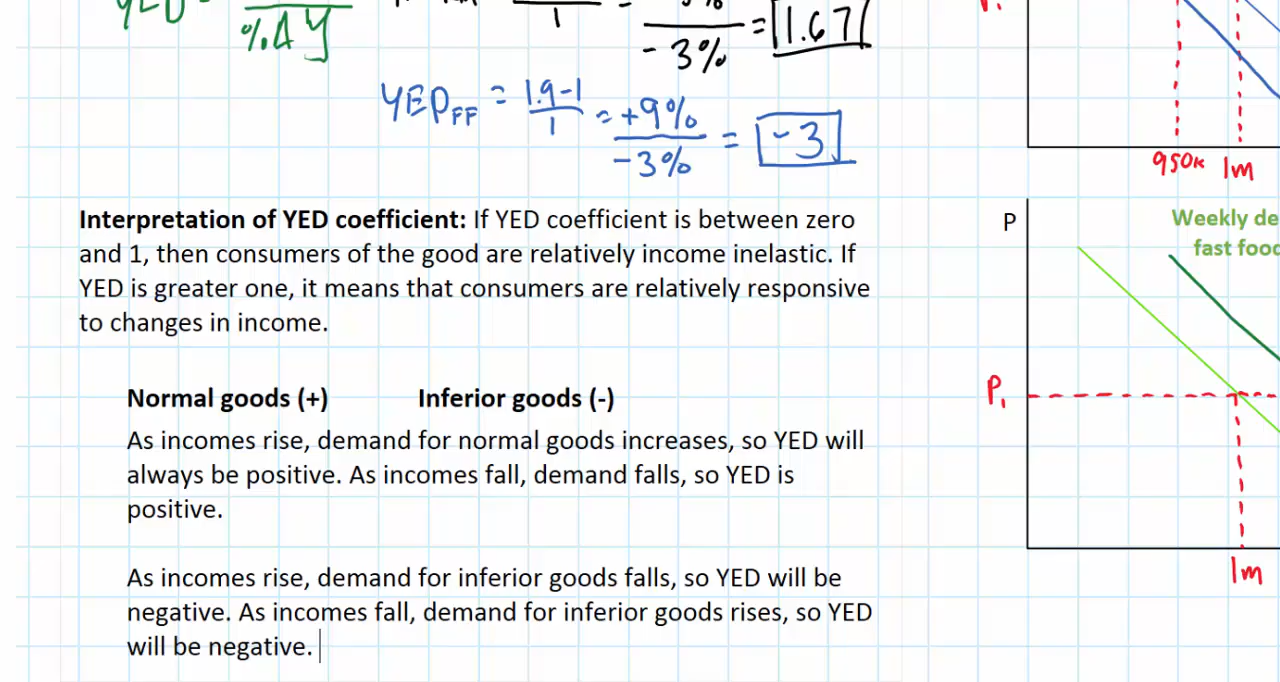 YED =
%ΔY
1 =
-3% = 1.67
YED FF = 1.9-1 / 1 = +9% / -3% = -3
950k 1m
Interpretation of YED coefficient: If YED coefficient is between zero
and 1, then consumers of the good are relatively income inelastic. If
YED is greater one, it means that consumers are relatively responsive
to changes in income.
Normal goods (+) Inferior goods (-)
As incomes rise, demand for normal goods increases, so YED will
always be positive. As incomes fall, demand falls, so YED is
positive.
As incomes rise, demand for inferior goods falls, so YED will be
negative. As incomes fall, demand for inferior goods rises, so YED
will be negative.
P
Weekly de
fast food
P1
1m